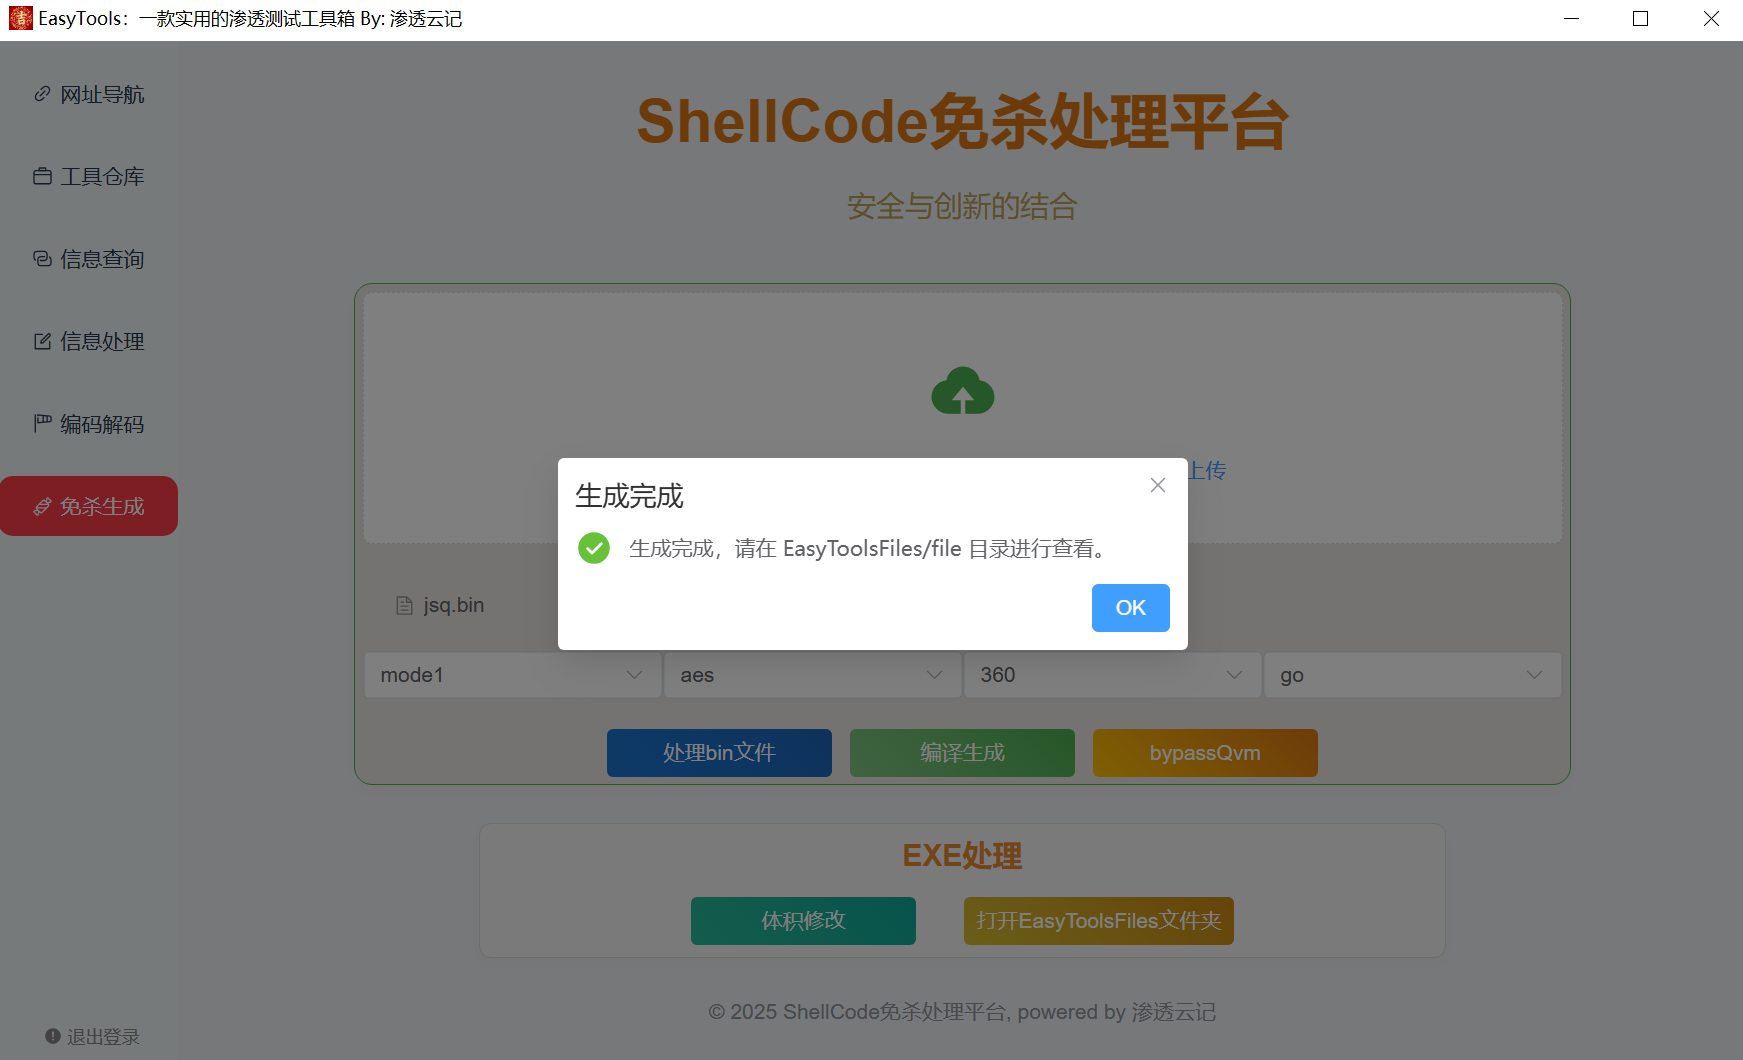 EasyTools：一款实用的渗透测试工具箱 By: 渗透云记
网址导航
工具仓库
信息查询
信息处理
编码解码
免杀生成
退出登录
ShellCode免杀处理平台
安全与创新的结合
上传
生成完成
生成完成，请在 EasyToolsFiles/file 目录进行查看。
OK
jsq.bin
mode1
aes
360
go
处理bin文件
编译生成
bypassQvm
EXE处理
体积修改
打开EasyToolsFiles文件夹
© 2025 ShellCode免杀处理平台, powered by 渗透云记